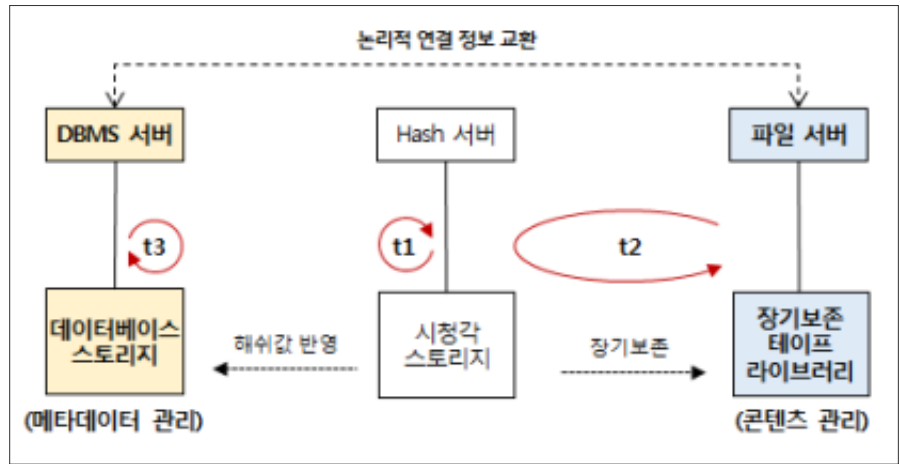 논리적 연결 정보 교환
DBMS 서버
Hash 서버
파일 서버
t3
t1
t2
데이터베이스
스토리지
해쉬값 반영
시청각
스토리지
장기보존
장기보존
테이프
라이브러리
(메타데이터 관리)
(콘텐츠 관리)